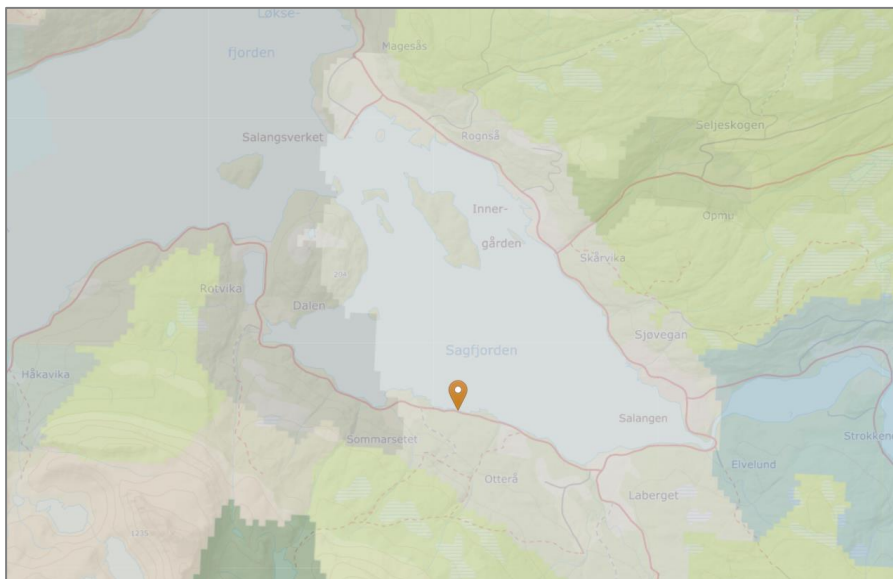 Løkse-
fjorden
Magesås
Salangsverket
Rognså
Seljeskogen
Inner-
gården
Opmo
Skårvika
254
Rotvika
Dalen
Sjøvegan
Sagfjorden
Håkavika
Salangen
Sommarsetet
Elvelund
Otterå
Laberget